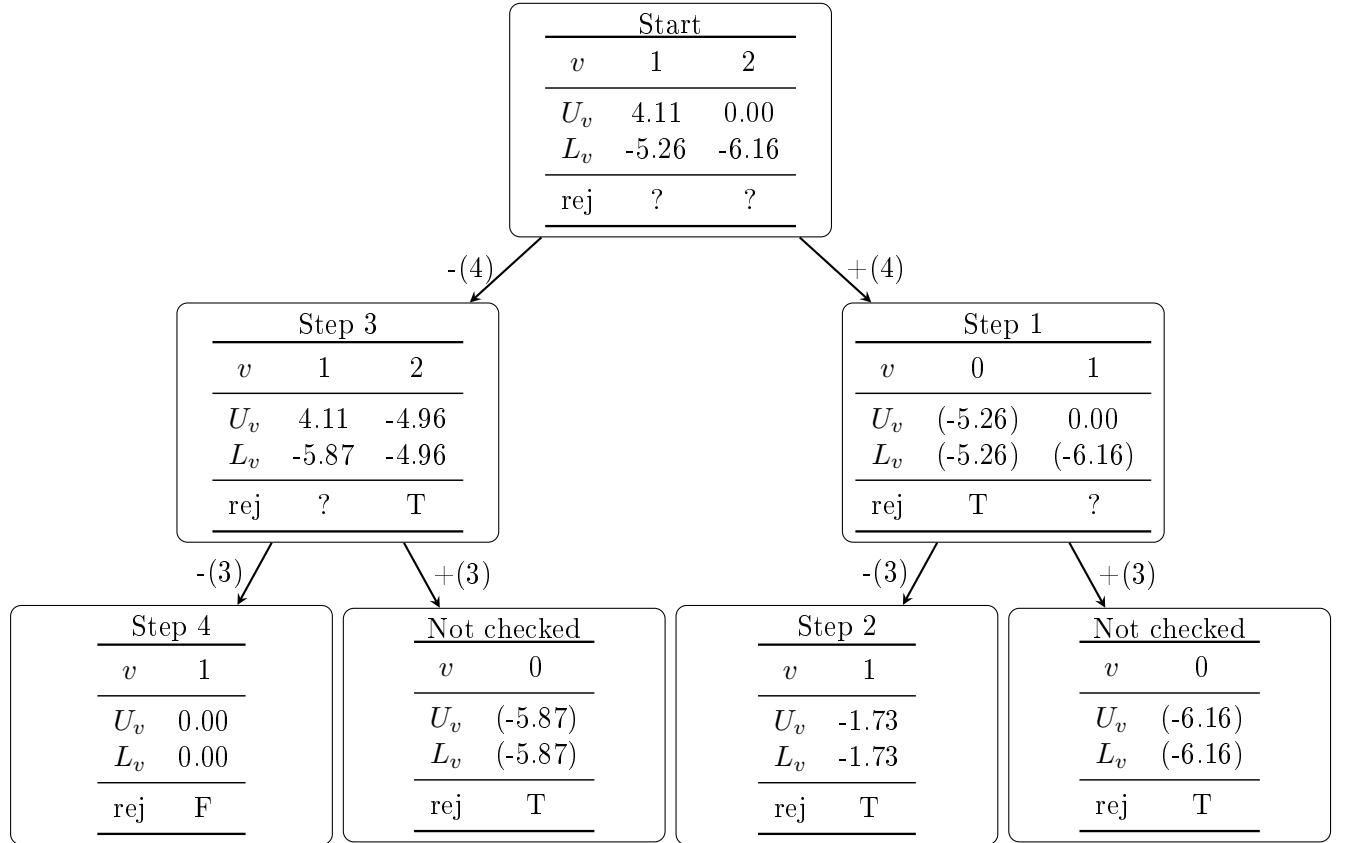 Start
v 1 2
U_v 4.11 0.00
L_v -5.26 -6.16
rej ? ?
-(4)
+(4)
Step 3
v 1 2
U_v 4.11 -4.96
L_v -5.87 -4.96
rej ? T
Step 1
v 0 1
U_v (-5.26) 0.00
L_v (-5.26) (-6.16)
rej T ?
-(3)
+(3)
-(3)
+(3)
Step 4
v 1
U_v 0.00
L_v 0.00
rej F
Not checked
v 0
U_v (-5.87)
L_v (-5.87)
rej T
Step 2
v 1
U_v -1.73
L_v -1.73
rej T
Not checked
v 0
U_v (-6.16)
L_v (-6.16)
rej T